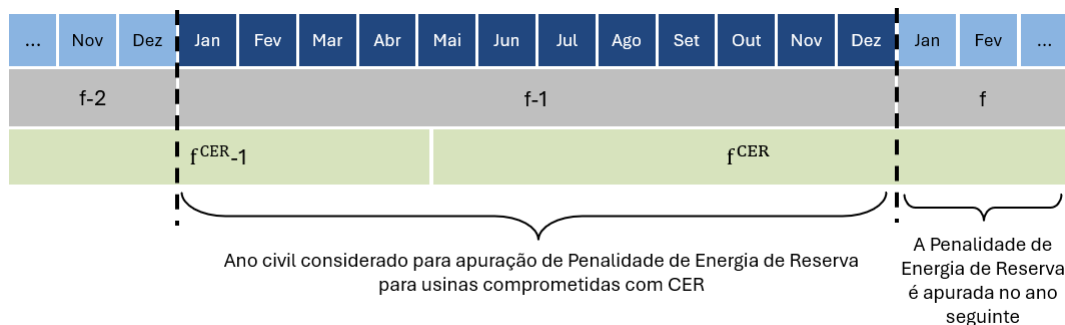 ... Nov Dez Jan Fev Mar Abr Mai Jun Jul Ago Set Out Nov Dez Jan Fev ...
f-2 f-1 f
f^CER-1 f^CER
Ano civil considerado para apuração de Penalidade de Energia de Reserva
para usinas comprometidas com CER
A Penalidade de
Energia de Reserva
é apurada no ano
seguinte